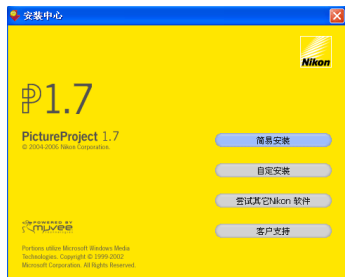 安装中心
Nikon
P1.7
PictureProject 1.7
© 2004-2006 Nikon Corporation.
简易安装
自定安装
尝试其它Nikon 软件
客户支持
POWERED BY
muvee
Portions utilize Microsoft Windows Media
Technologies. Copyright © 1999-2002
Microsoft Corporation. All Rights Reserved.